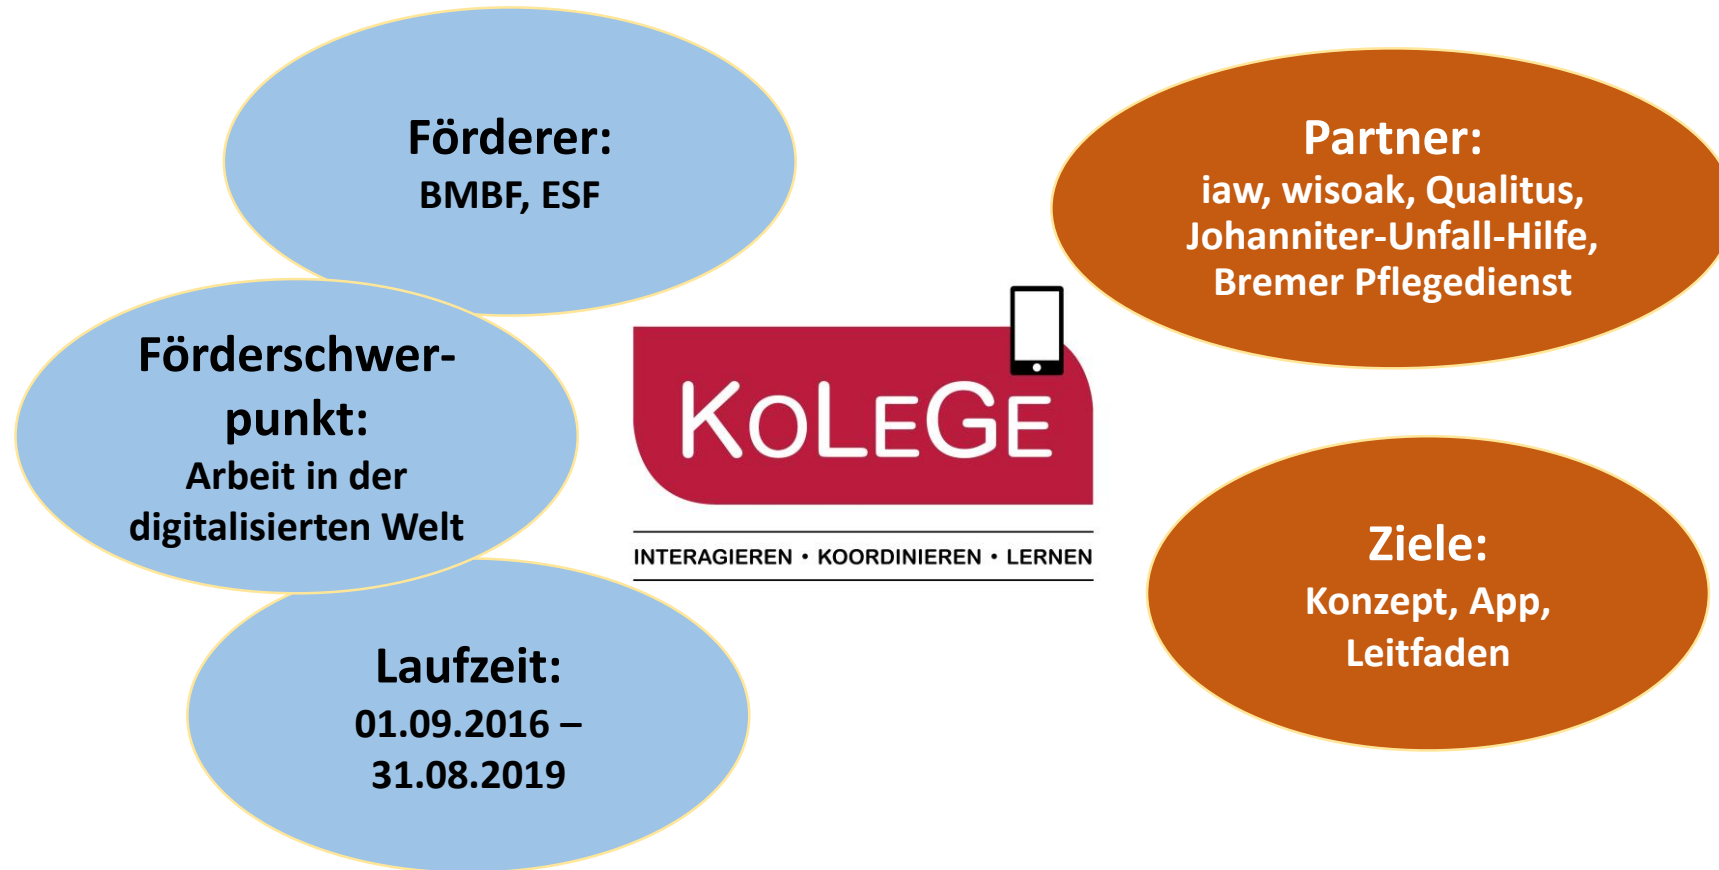 Förderer:
BMBF, ESF
Förderschwer-
punkt:
Arbeit in der
digitalisierten Welt
Laufzeit:
01.09.2016 –
31.08.2019
KOLEGE
INTERAGIEREN • KOORDINIEREN • LERNEN
Partner:
iaw, wisoak, Qualitus,
Johanniter-Unfall-Hilfe,
Bremer Pflegedienst
Ziele:
Konzept, App,
Leitfaden